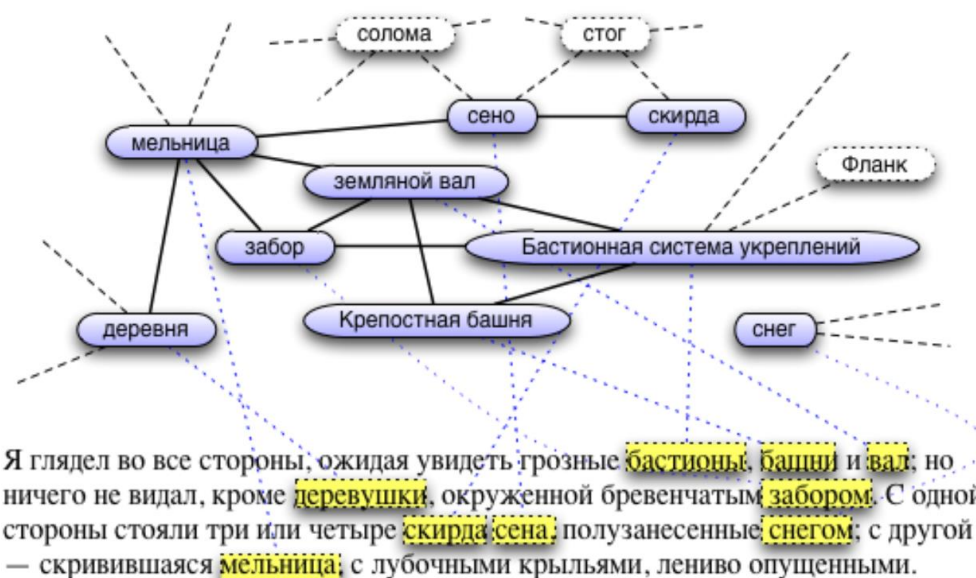 солома
стог
сено
скирда
мельница
Фланк
земляной вал
забор
Бастионная система укреплений
Крепостная башня
деревня
снег
Я глядел во все стороны, ожидая увидеть грозные бастионы, башни и вал; но
ничего не видал, кроме деревушки, окруженной бревенчатым забором. С одной
стороны стояли три или четыре скирда сена, полузанесенные снегом; с другой
— скривившаяся мельница, с лубочными крыльями, лениво опущенными.